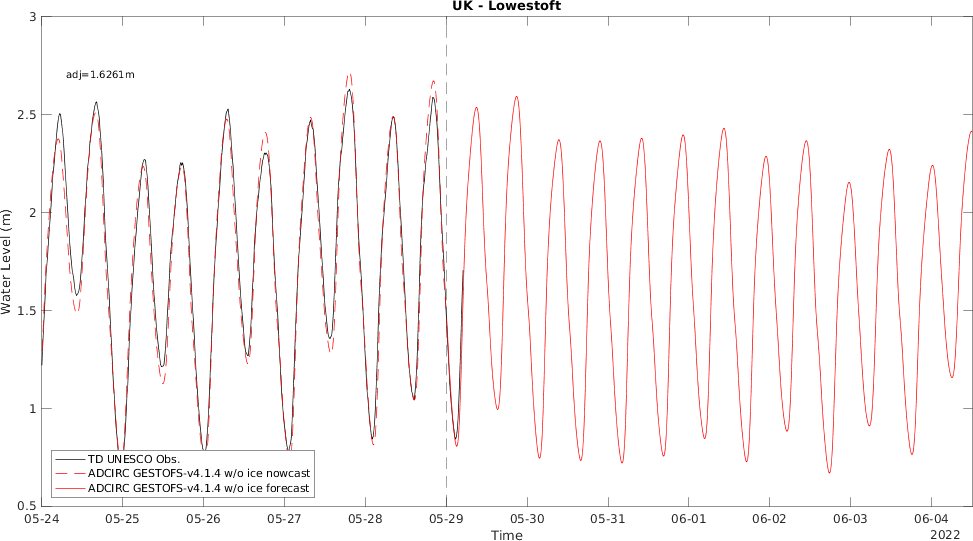 UK - Lowestoft
3
adj=1.6261m
2.5
2
Water Level (m)
1.5
1
TD UNESCO Obs.
ADCIRC GESTOFS-v4.1.4 w/o ice nowcast
ADCIRC GESTOFS-v4.1.4 w/o ice forecast
0.5
05-24 05-25 05-26 05-27 05-28 05-29 05-30 05-31 06-01 06-02 06-03 06-04
Time 2022